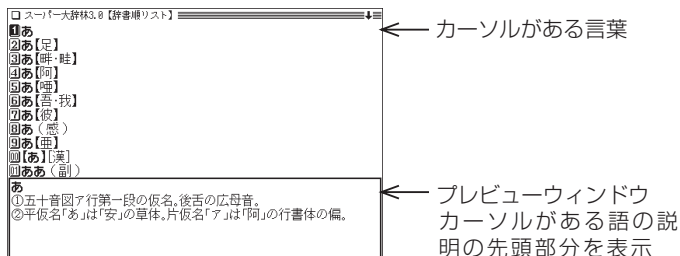 スーパー大辞林3.0【辞書順リスト】
1あ
2あ【足】
3あ【畔・畦】
4あ【阿】
5あ【唖】
6あ【吾・我】
7あ【彼】
8あ（感）
9あ【亜】
10【あ】[漢]
11ああ（副）
あ
①五十音図ア行第一段の仮名。後舌の広母音。
②平仮名「あ」は「安」の草体。片仮名「ア」は「阿」の行書体の偏。
カーソルがある言葉
プレビューウィンドウ
カーソルがある語の説
明の先頭部分を表示